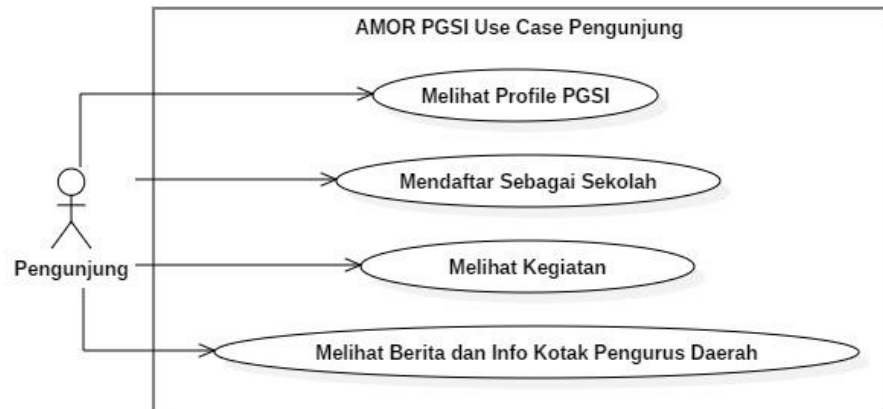 AMOR PGSI Use Case Pengunjung
Melihat Profile PGSI
Mendaftar Sebagai Sekolah
Pengunjung
Melihat Kegiatan
Melihat Berita dan Info Kotak Pengurus Daerah